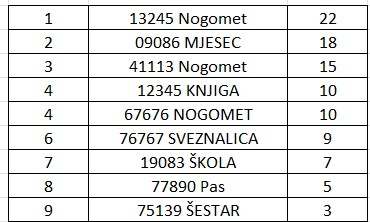 1 13245 Nogomet 22
2 09086 MJESEC 18
3 41113 Nogomet 15
4 12345 KNJIGA 10
4 67676 NOGOMET 10
6 76767 SVEZNALICA 9
7 19083 ŠKOLA 7
8 77890 Pas 5
9 75139 ŠESTAR 3